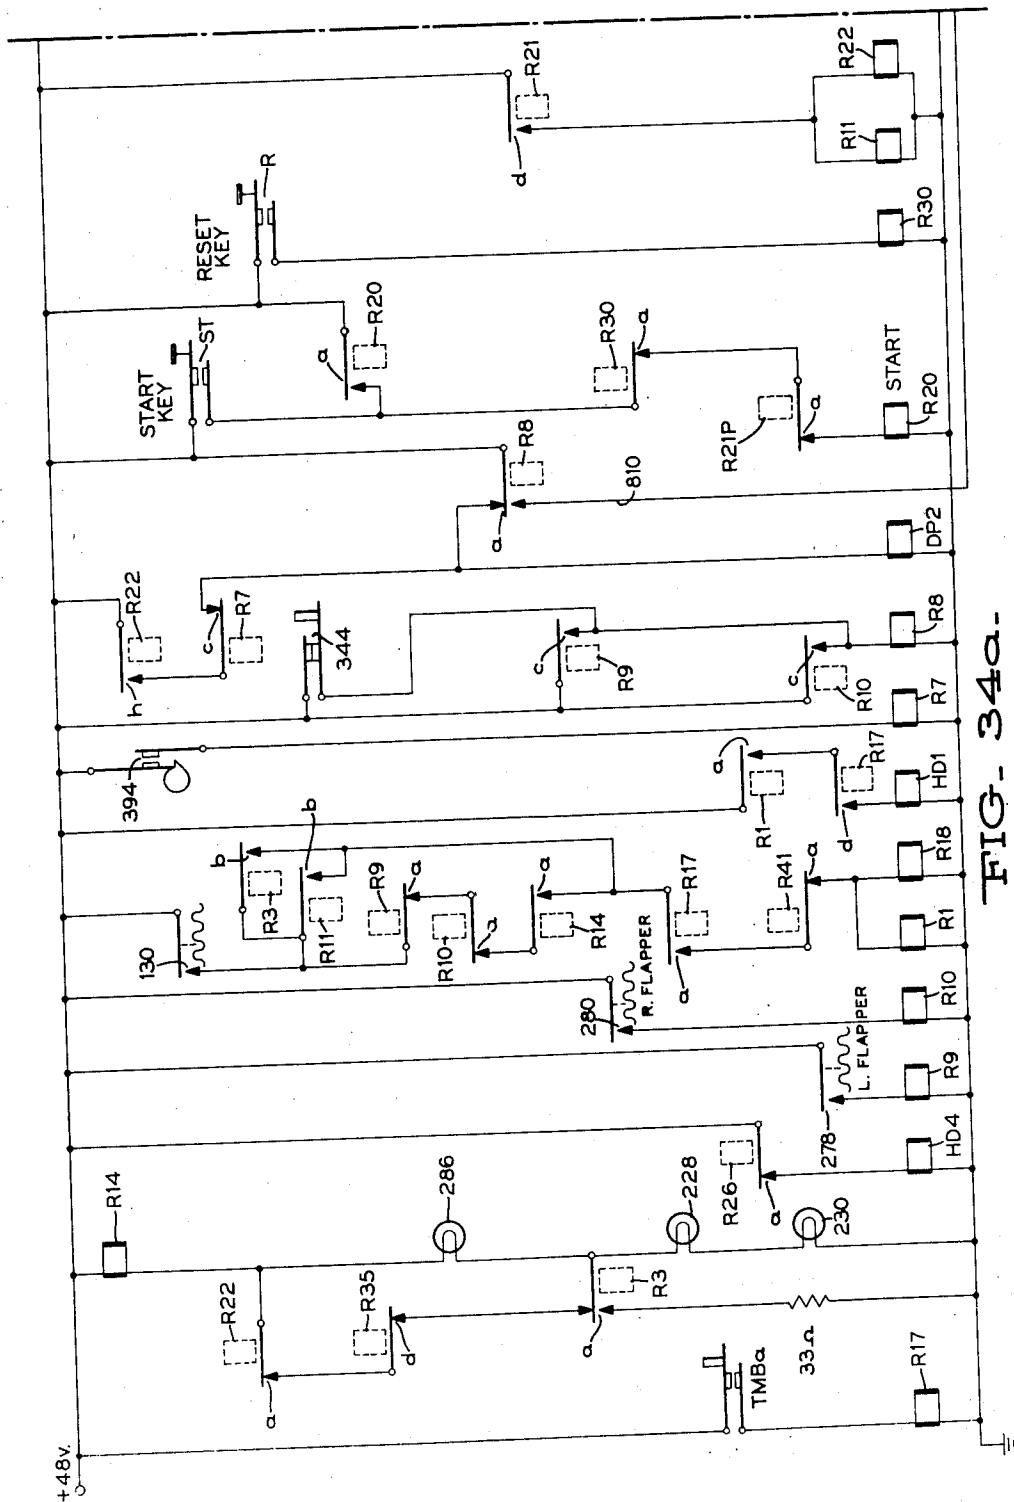 +48v.
R14
R22
a
R35
d
286
R3
a
228
230
TMBa
33Ω
R17
R26
a
HD4
278
L. FLAPPER
R9
280
R. FLAPPER
R10
130
b
R3
b
R11
R9
a
R10
a
a
R14
R17
a
R41
a
R1
R18
394
a
R1
R17
d
HD1
R7
h
R22
c
R7
344
c
R9
c
R10
R8
DP2
a
R8
810
START
KEY
ST
a
R20
R30
a
R21P
a
START
R20
RESET
KEY
R
R30
R21
d
R11
R22
FIG. 34a.